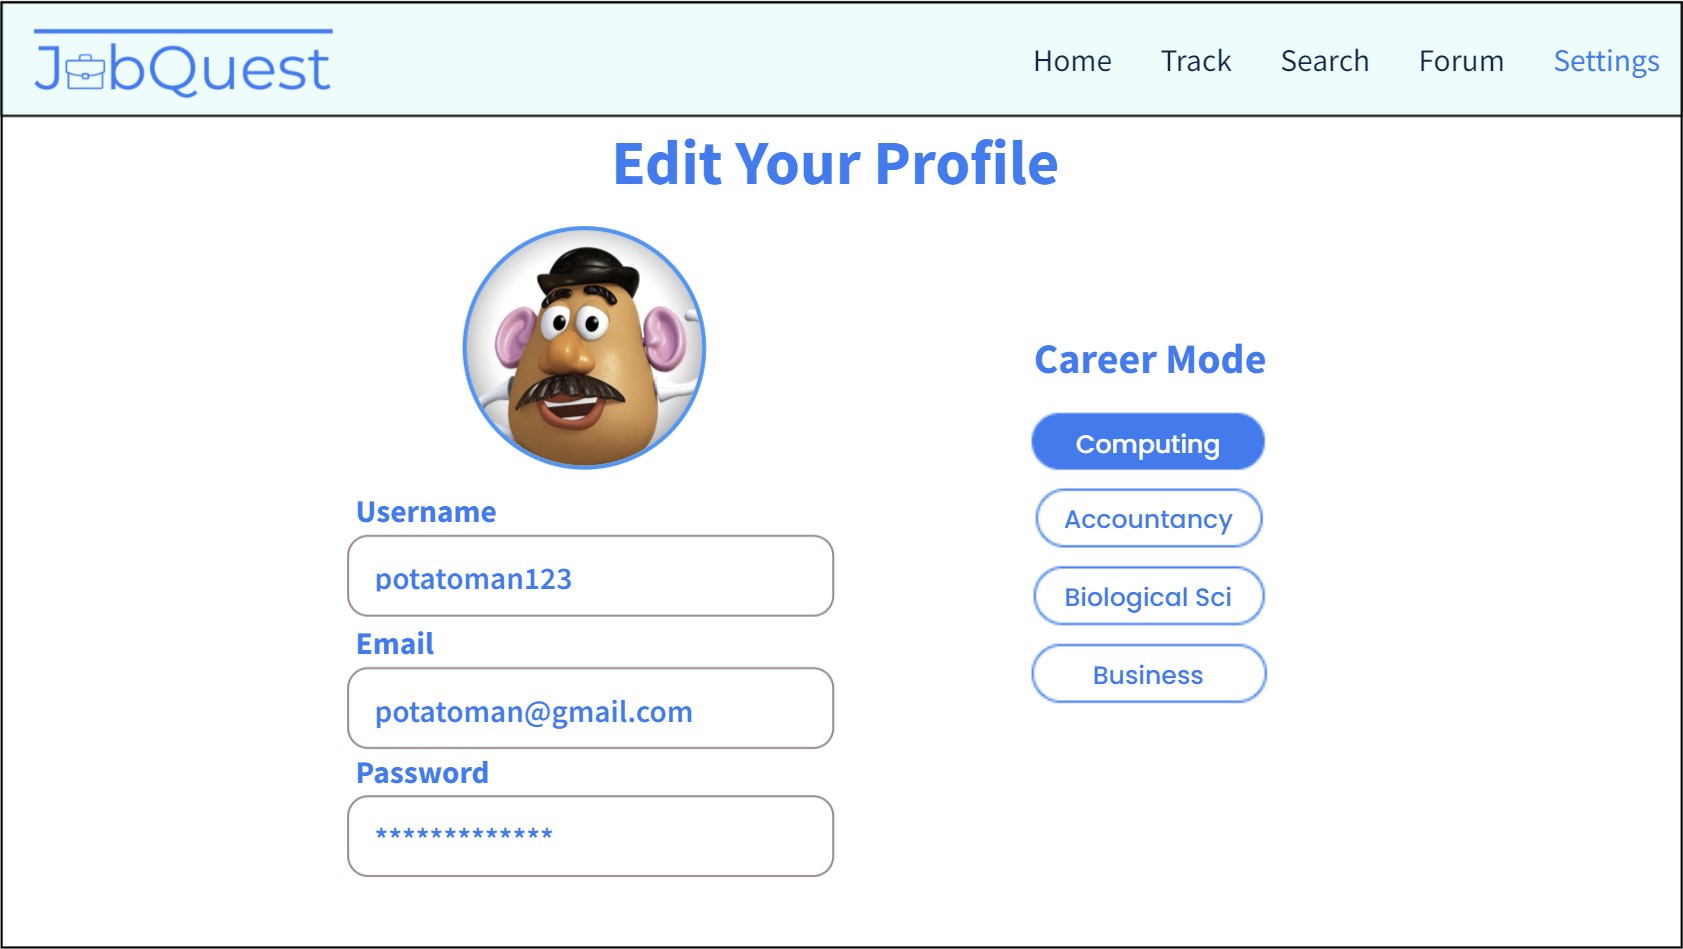 JobQuest
Home Track Search Forum Settings
Edit Your Profile
Username
potatoman123
Email
potatoman@gmail.com
Password
*************
Career Mode
Computing
Accountancy
Biological Sci
Business